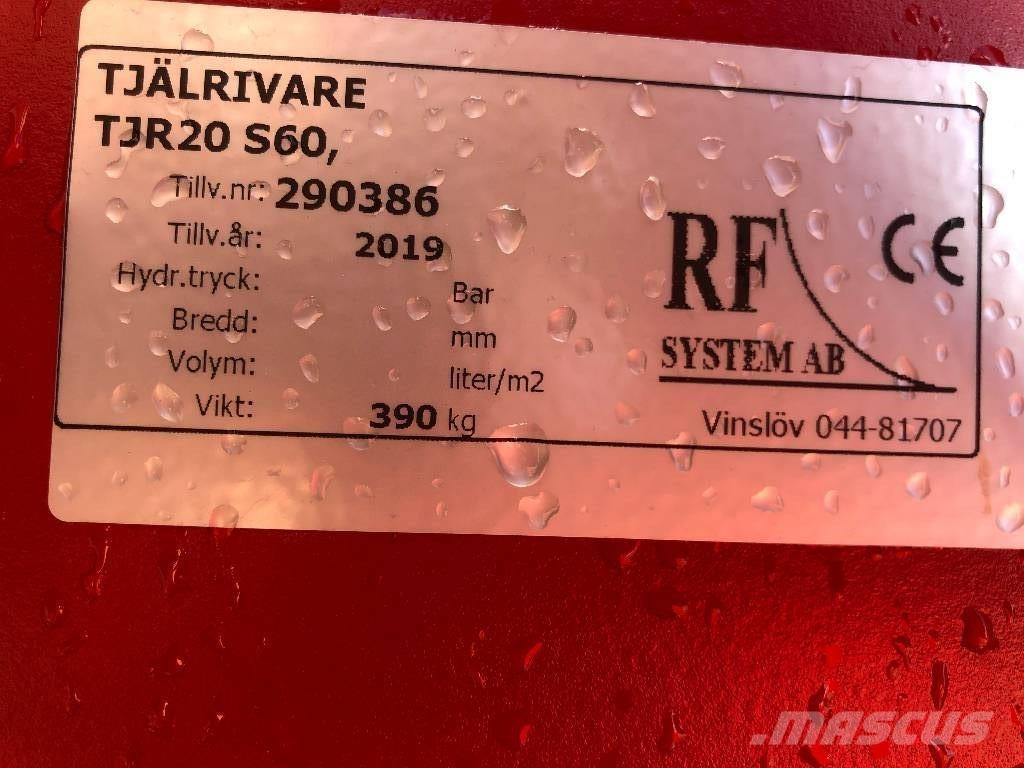 TJÄLRIVARE
TJR20 S60,
Tillv.nr: 290386
Tillv.år: 2019
Hydr.tryck: Bar
Bredd: mm
Volym: liter/m2
Vikt: 390 kg
RF
SYSTEM AB
CE
Vinslöv 044-81707
.mascus